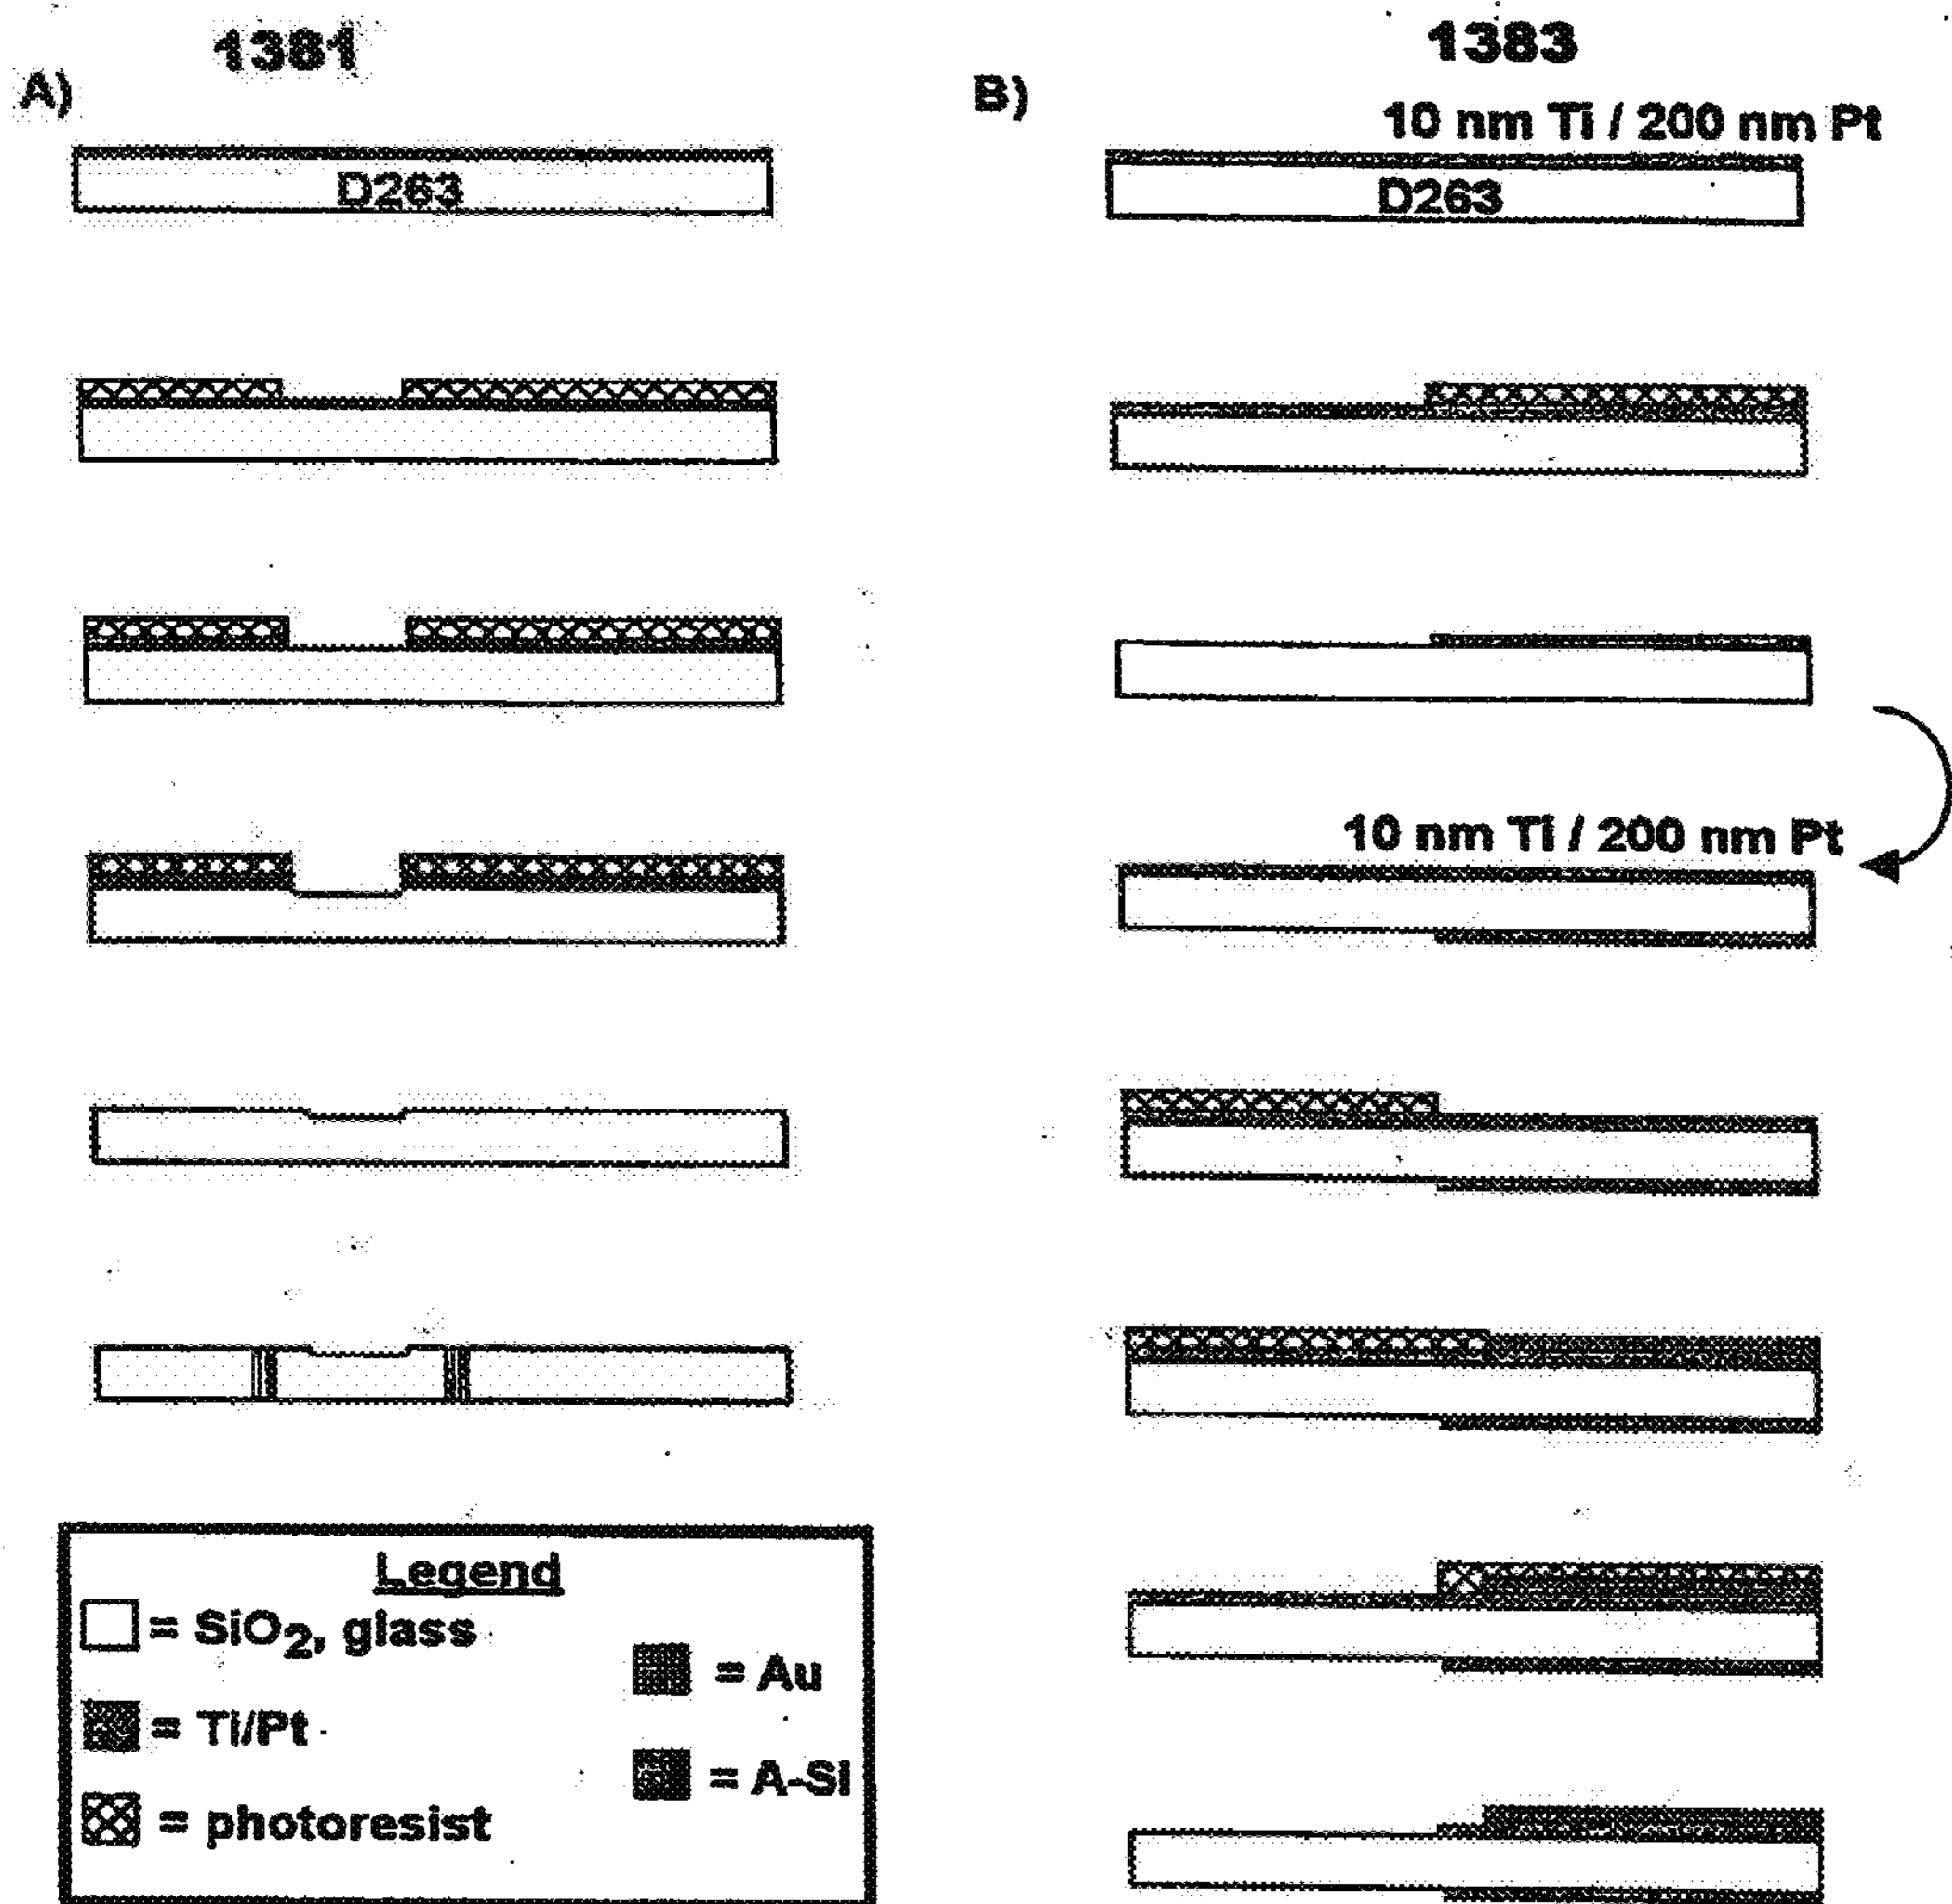 1381
A)
D263
1383
B)
10 nm Ti / 200 nm Pt
D263
10 nm Ti / 200 nm Pt
Legend
= SiO₂, glass
= Ti/Pt
= photoresist
= Au
= A-Si